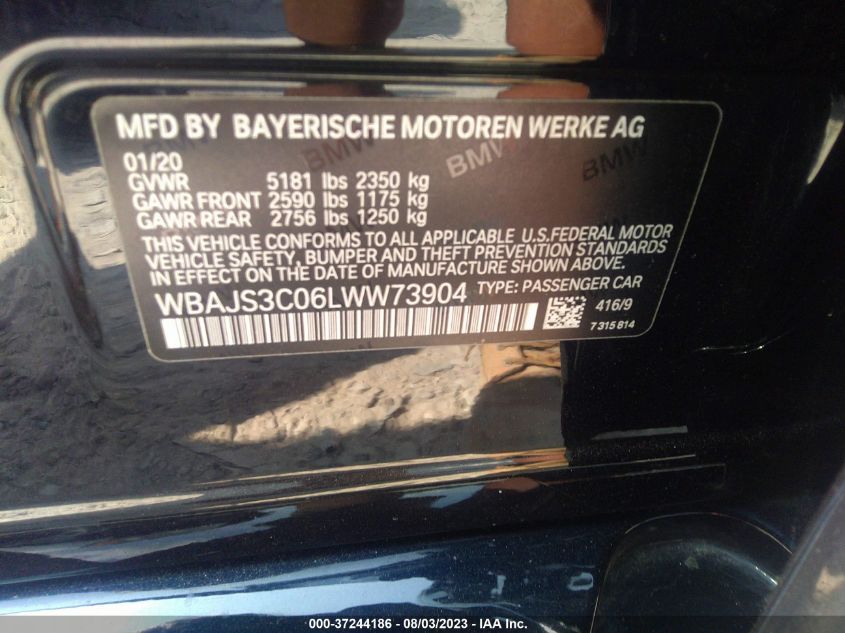 MFD BY BAYERISCHE MOTOREN WERKE AG
01/20
GVWR 5181 lbs 2350 kg
GAWR FRONT 2590 lbs 1175 kg
GAWR REAR 2756 lbs 1250 kg
THIS VEHICLE CONFORMS TO ALL APPLICABLE U.S.FEDERAL MOTOR
VEHICLE SAFETY, BUMPER AND THEFT PREVENTION STANDARDS
IN EFFECT ON THE DATE OF MANUFACTURE SHOWN ABOVE.
WBAJS3C06LWW73904 TYPE: PASSENGER CAR
416/9
7315814
BMW
BMW
BMW
000-37244186 - 08/03/2023 - IAA Inc.